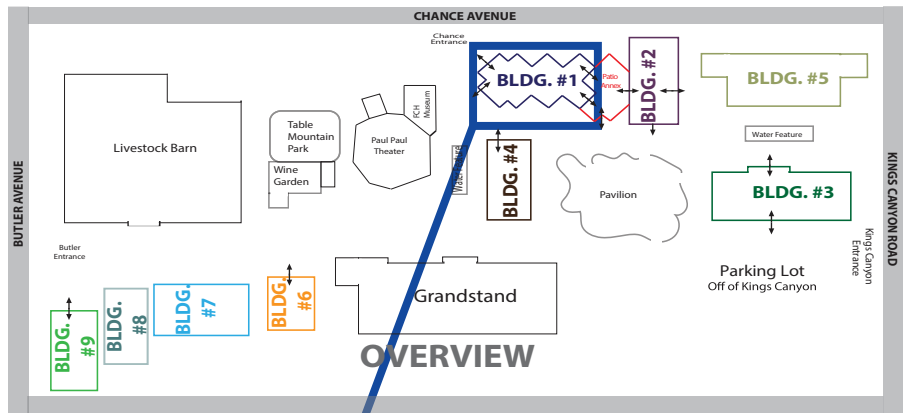 CHANCE AVENUE
BUTLER AVENUE
KINGS CANYON ROAD
Chance
Entrance
BLDG. #1
Patio
Annex
BLDG. #2
BLDG. #5
Livestock Barn
Table
Mountain
Park
Wine
Garden
FCH
Museum
Paul Paul
Theater
Water Feature
BLDG. #4
Pavilion
Water Feature
BLDG. #3
Butler
Entrance
Kings Canyon
Entrance
Parking Lot
Off of Kings Canyon
BLDG.
#9
BLDG.
#8
BLDG.
#7
BLDG.
#6
Grandstand
OVERVIEW